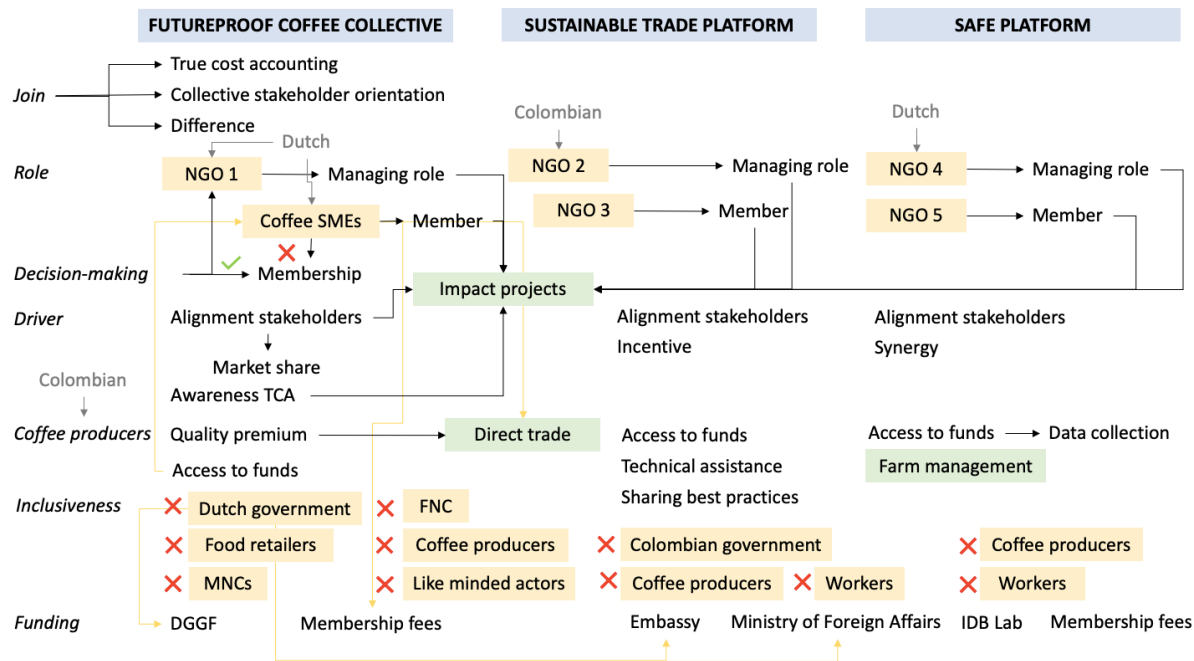 FUTUREPROOF COFFEE COLLECTIVE SUSTAINABLE TRADE PLATFORM SAFE PLATFORM
True cost accounting
Join Collective stakeholder orientation
Difference
Colombian Dutch
Dutch
Role NGO 1 Managing role NGO 2 Managing role NGO 4 Managing role
Coffee SMEs Member NGO 3 Member NGO 5 Member
Decision-making Membership
Impact projects
Driver Alignment stakeholders Alignment stakeholders Alignment stakeholders
Incentive Synergy
Market share
Colombian
Awareness TCA
Coffee producers Quality premium Direct trade Access to funds Access to funds Data collection
Access to funds Technical assistance Farm management
Sharing best practices
Inclusiveness Dutch government FNC
Food retailers Coffee producers Colombian government Coffee producers
MNCs Like minded actors Coffee producers Workers Workers
Funding DGGF Membership fees Embassy Ministry of Foreign Affairs IDB Lab Membership fees